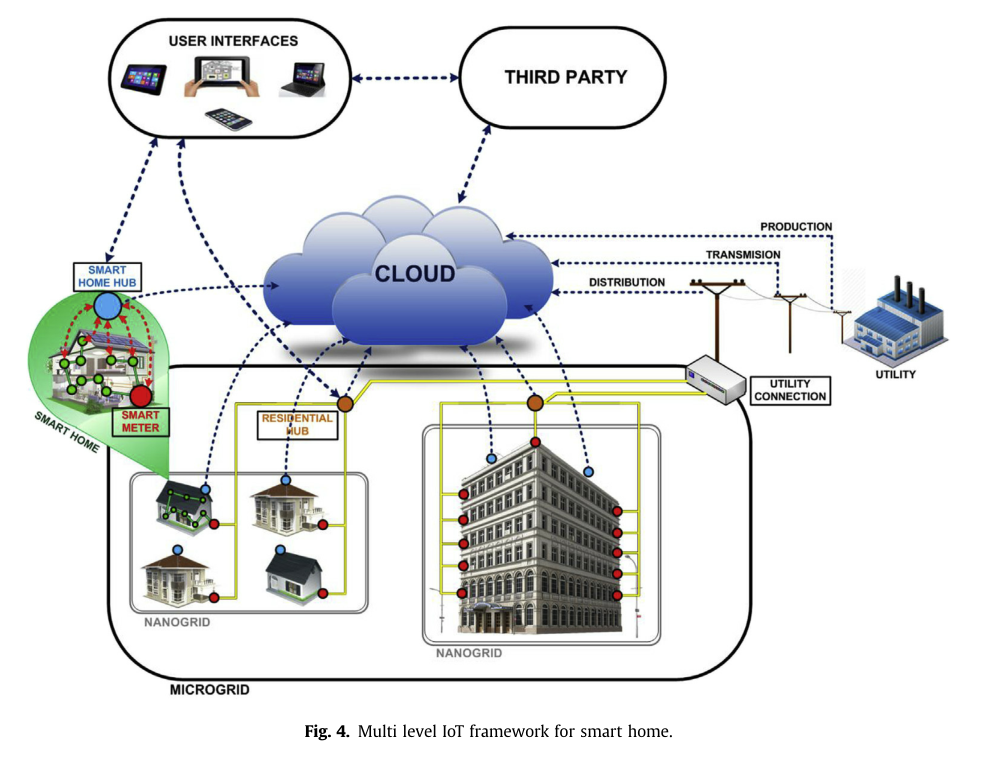 USER INTERFACES
THIRD PARTY
PRODUCTION
TRANSMISION
DISTRIBUTION
CLOUD
SMART
HOME HUB
UTILITY
UTILITY
CONNECTION
SMART
METER
SMART HOME
RESIDENTIAL
HUB
NANOGRID
NANOGRID
MICROGRID
Fig. 4. Multi level IoT framework for smart home.